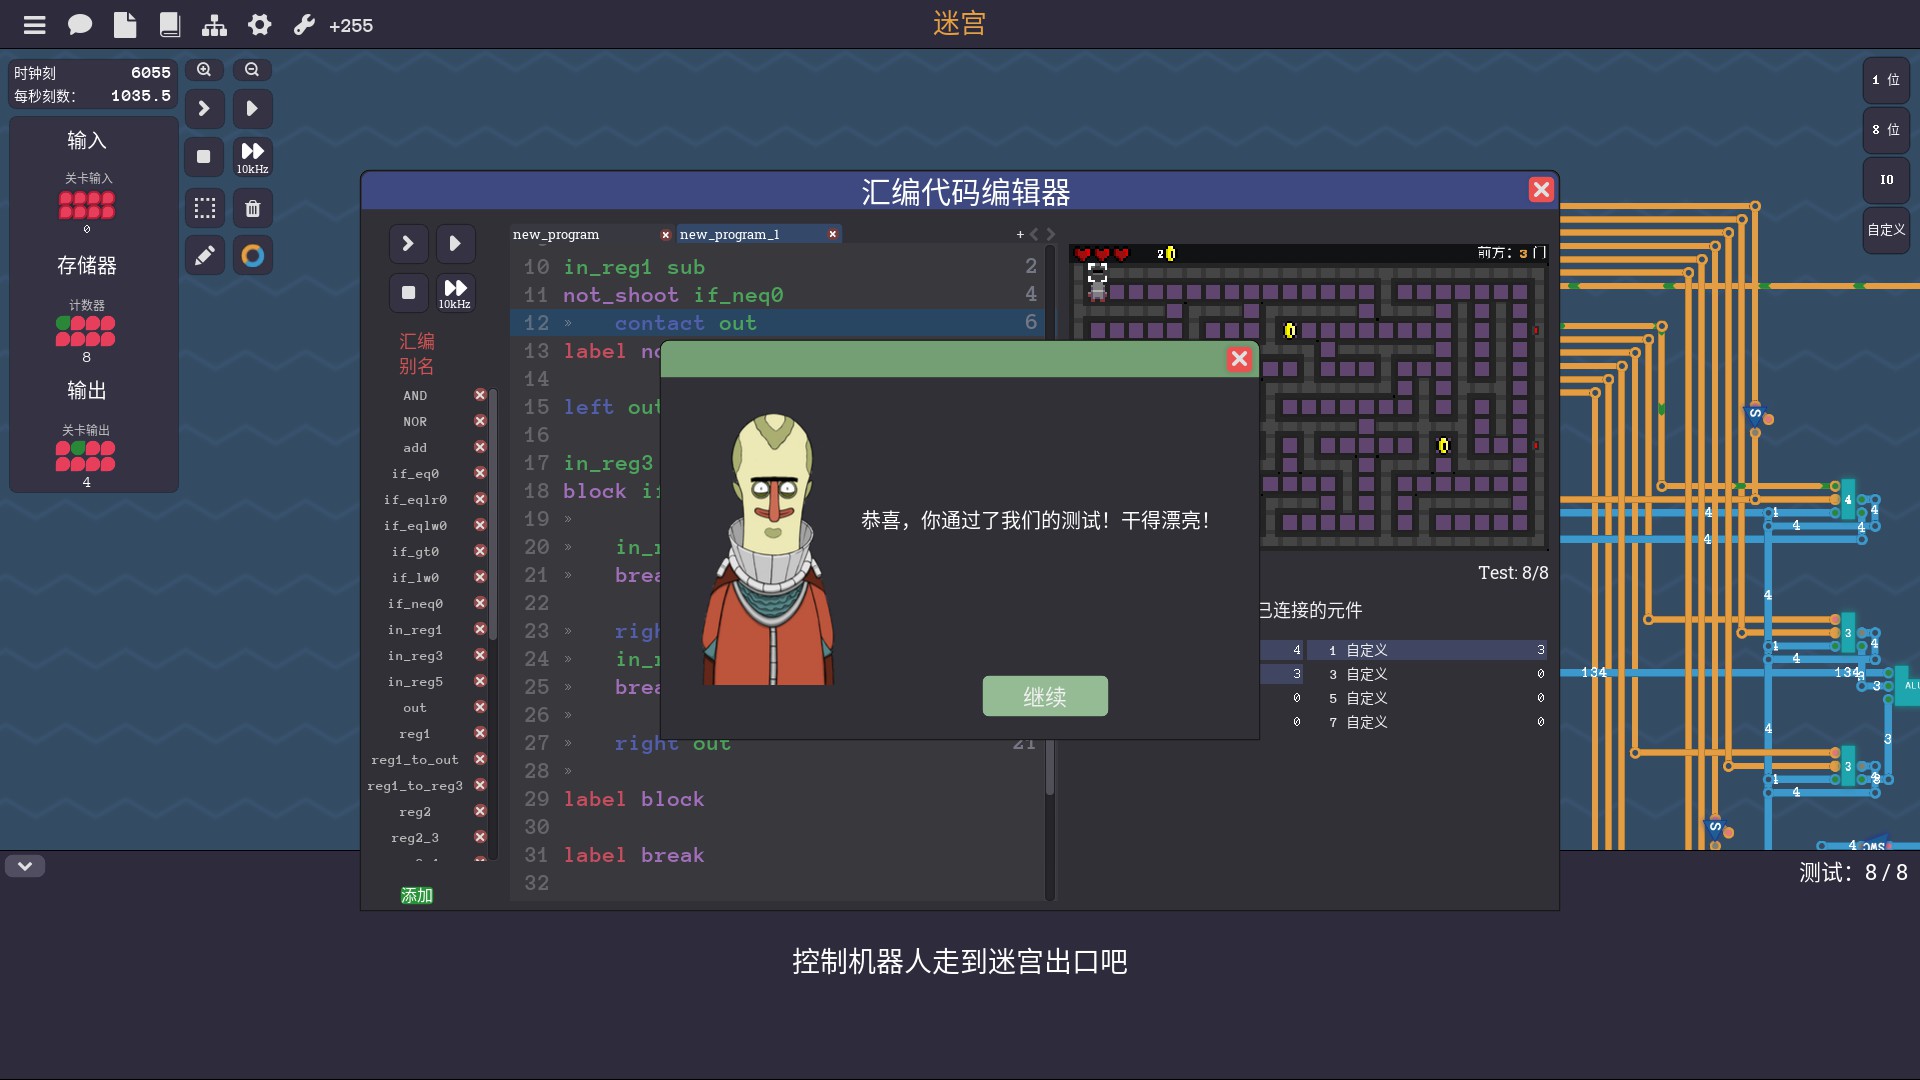 +255
迷宫
时钟刻 6055
每秒刻数: 1035.5
10kHz
输入
关卡输入
0
存储器
计数器
8
输出
关卡输出
4
1 位
8 位
IO
自定义
汇编代码编辑器
10kHz
汇编
别名
AND
NOR
add
if_eq0
if_eqlr0
if_eqlw0
if_gt0
if_lw0
if_neq0
in_reg1
in_reg3
in_reg5
out
reg1
reg1_to_out
reg1_to_reg3
reg2
reg2_3
添加
new_program
new_program_1
+
10 in_reg1 sub 2
11 not_shoot if_neq0 4
12 » contact out 6
13 label
14
15 left
16
17 in_reg3
18 block
19 »
20 »
21 »
22
23 »
24 »
25 »
26 »
27 » right out 21
28 »
29 label block
30
31 label break
32
2
前方: 3 门
Test: 8/8
已连接的元件
4 1 自定义 3
3 3 自定义 0
0 5 自定义 0
0 7 自定义 0
恭喜，你通过了我们的测试！干得漂亮！
继续
测试: 8 / 8
控制机器人走到迷宫出口吧